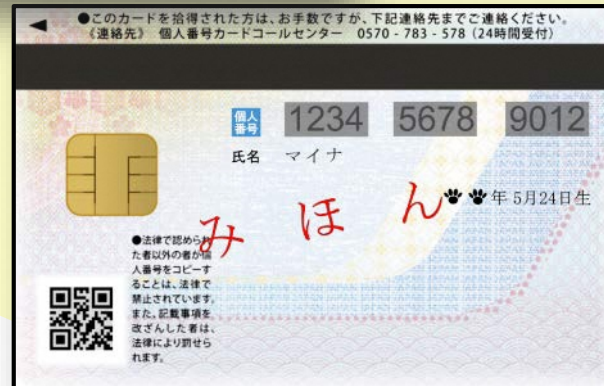 ●このカードを拾得された方は、お手数ですが、下記連絡先までご連絡ください。
《連絡先》 個人番号カードコールセンター 0570-783-578（24時間受付）
個人番号 1234 5678 9012
氏名 マイナ
みほん
年 5月24日生
●法律で認められ
た者以外の者が個
人番号をコピーす
ることは、法律で
禁止されています。
また、記載事項を
改ざんした者は、
法律により罰せら
れます。